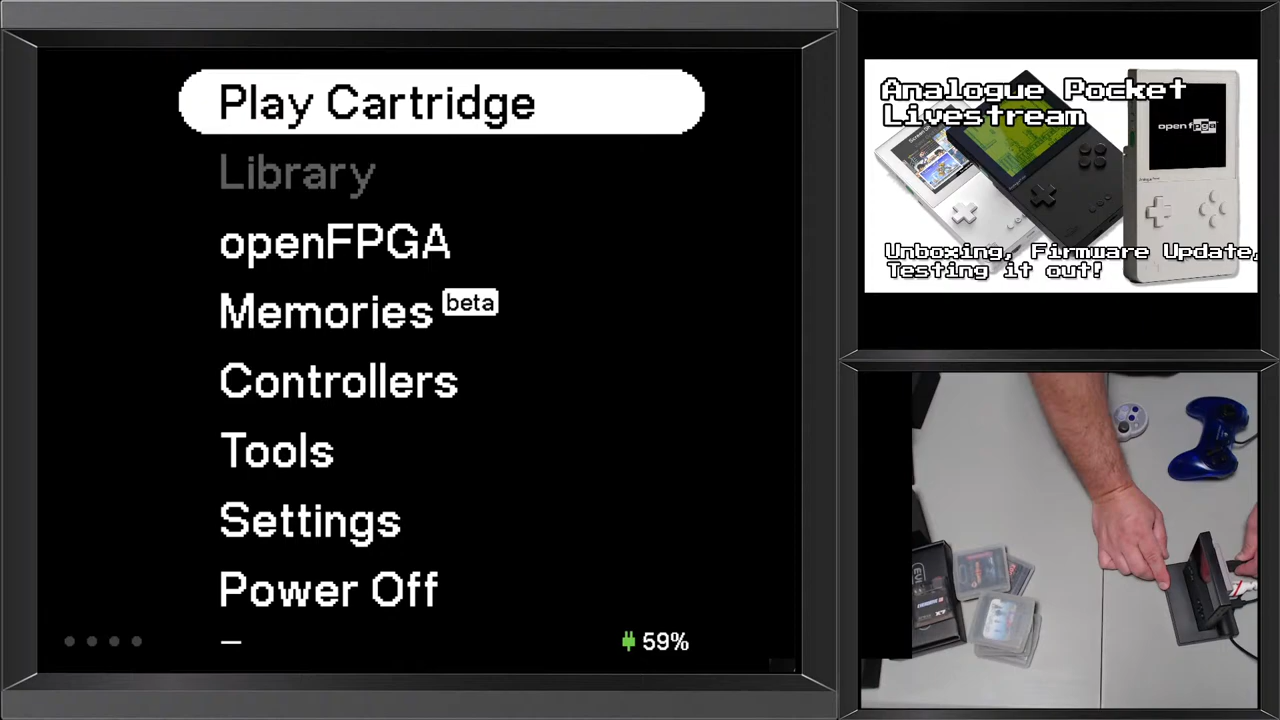 Play Cartridge
Library
openFPGA
Memories beta
Controllers
Tools
Settings
Power Off
59%
Analogue Pocket
Livestream
openfpga
Unboxing, Firmware Update,
Testing it out!